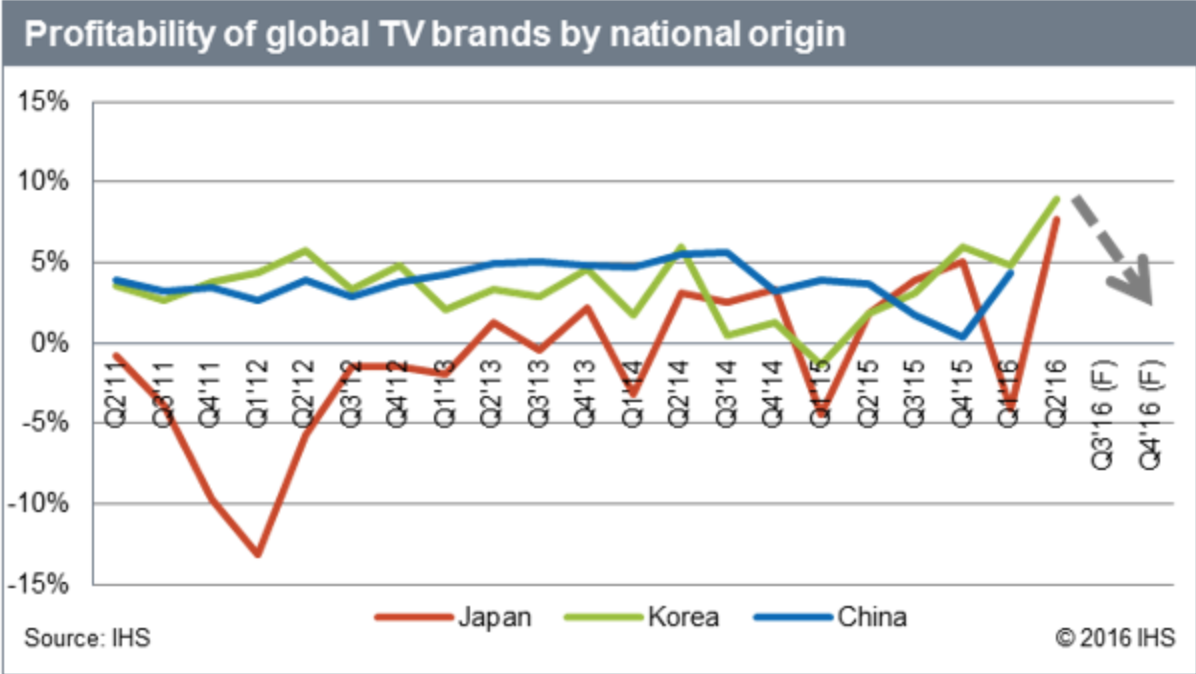 Profitability of global TV brands by national origin
15%
10%
5%
0%
-5%
-10%
-15%
Q2'11
Q3'11
Q4'11
Q1'12
Q2'12
Q3'12
Q4'12
Q1'13
Q2'13
Q3'13
Q4'13
Q1'14
Q2'14
Q3'14
Q4'14
Q1'15
Q2'15
Q3'15
Q4'15
Q1'16
Q2'16
Q3'16 (F)
Q4'16 (F)
Japan Korea China
Source: IHS
© 2016 IHS